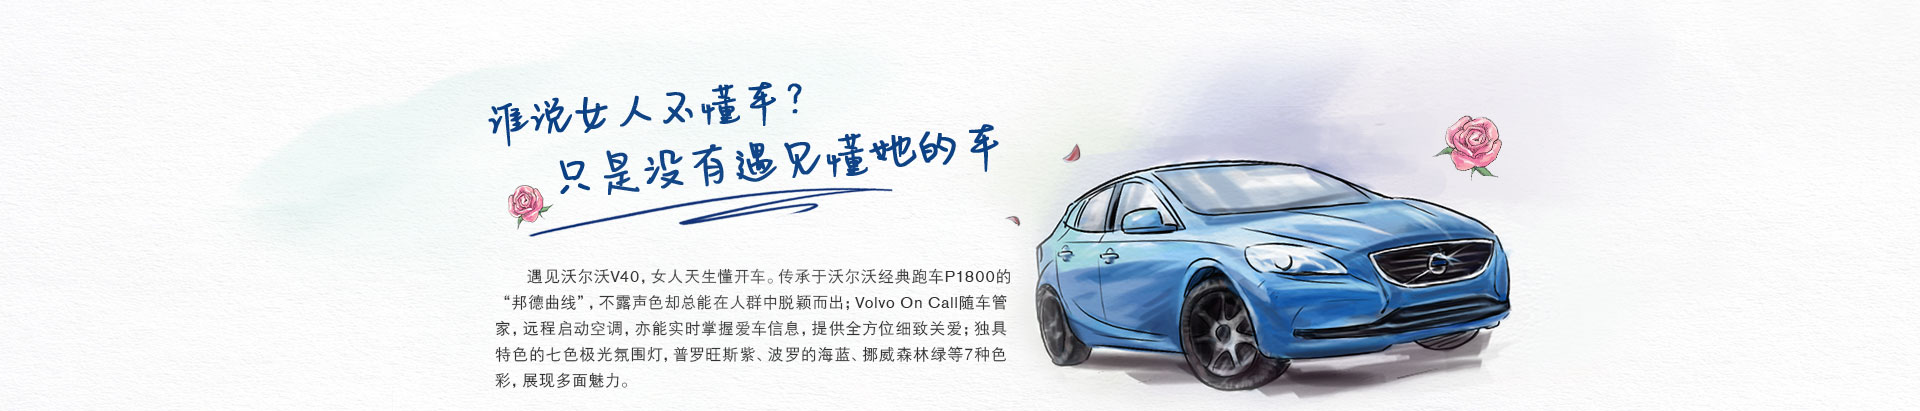 谁说女人不懂车？
只是没有遇见懂她的车
遇见沃尔沃V40，女人天生懂开车。传承于沃尔沃经典跑车P1800的
“邦德曲线”，不露声色却总能在人群中脱颖而出；Volvo On Call随车管
家，远程启动空调，亦能实时掌握爱车信息，提供全方位细致关爱；独具
特色的七色极光氛围灯，普罗旺斯紫、波罗的海蓝、挪威森林绿等7种色
彩，展现多面魅力。